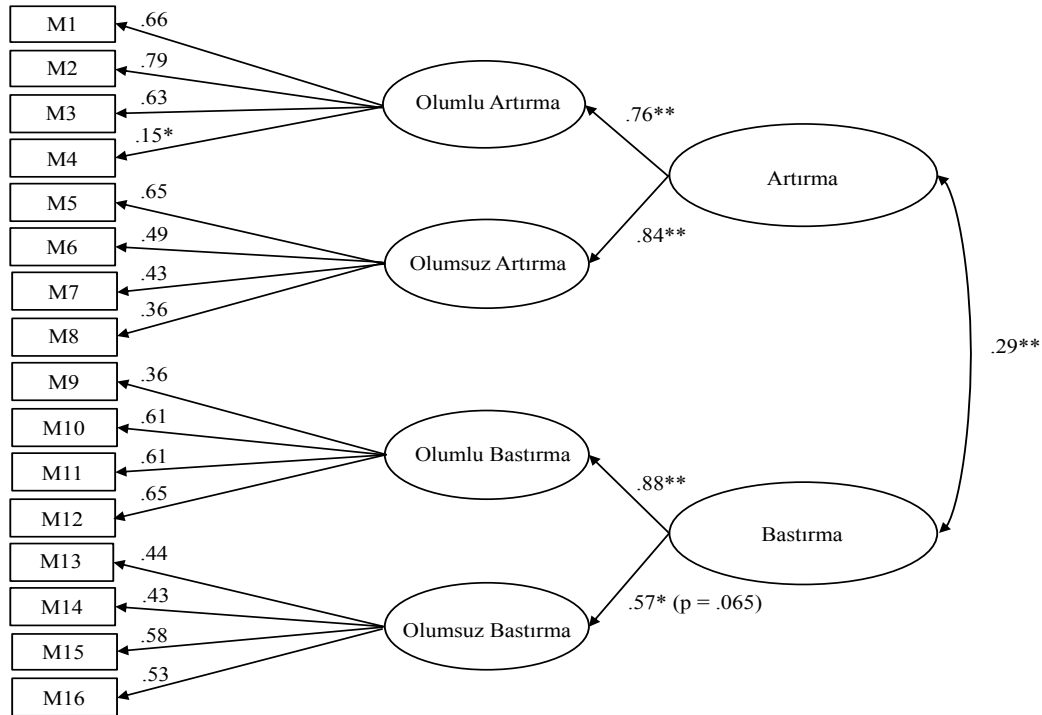 M1
.66
M2
.79
M3
.63
M4
.15*
M5
.65
M6
.49
M7
.43
M8
.36
M9
.36
M10
.61
M11
.61
M12
.65
M13
.44
M14
.43
M15
.58
M16
.53
Olumlu Artırma
Olumsuz Artırma
Olumlu Bastırma
Olumsuz Bastırma
.76**
.84**
.88**
.57* (p = .065)
Artırma
Bastırma
.29**